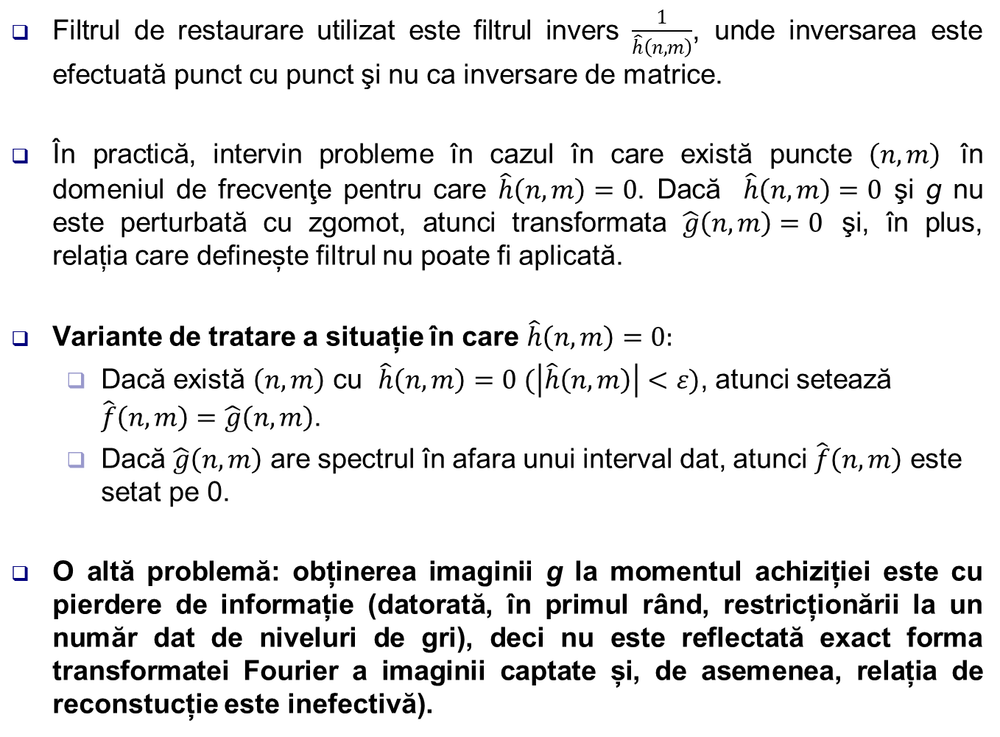 ❑ Filtrul de restaurare utilizat este filtrul invers $\frac{1}{\hat{h}(n,m)}$, unde inversarea este
efectuată punct cu punct şi nu ca inversare de matrice.
❑ În practică, intervin probleme în cazul în care există puncte $(n,m)$ în
domeniul de frecvenţe pentru care $\hat{h}(n,m) = 0$. Dacă $\hat{h}(n,m) = 0$ şi g nu
este perturbată cu zgomot, atunci transformata $\hat{g}(n,m) = 0$ şi, în plus,
relația care definește filtrul nu poate fi aplicată.
❑ Variante de tratare a situație în care $\hat{h}(n,m) = 0$:
❑ Dacă există $(n,m)$ cu $\hat{h}(n,m) = 0$ $(|\hat{h}(n,m)| < \varepsilon)$, atunci setează
$\hat{f}(n,m) = \hat{g}(n,m)$.
❑ Dacă $\hat{g}(n,m)$ are spectrul în afara unui interval dat, atunci $\hat{f}(n,m)$ este
setat pe 0.
❑ O altă problemă: obținerea imaginii g la momentul achiziției este cu
pierdere de informație (datorată, în primul rând, restricționării la un
număr dat de niveluri de gri), deci nu este reflectată exact forma
transformatei Fourier a imaginii captate și, de asemenea, relația de
reconstucție este inefectivă).